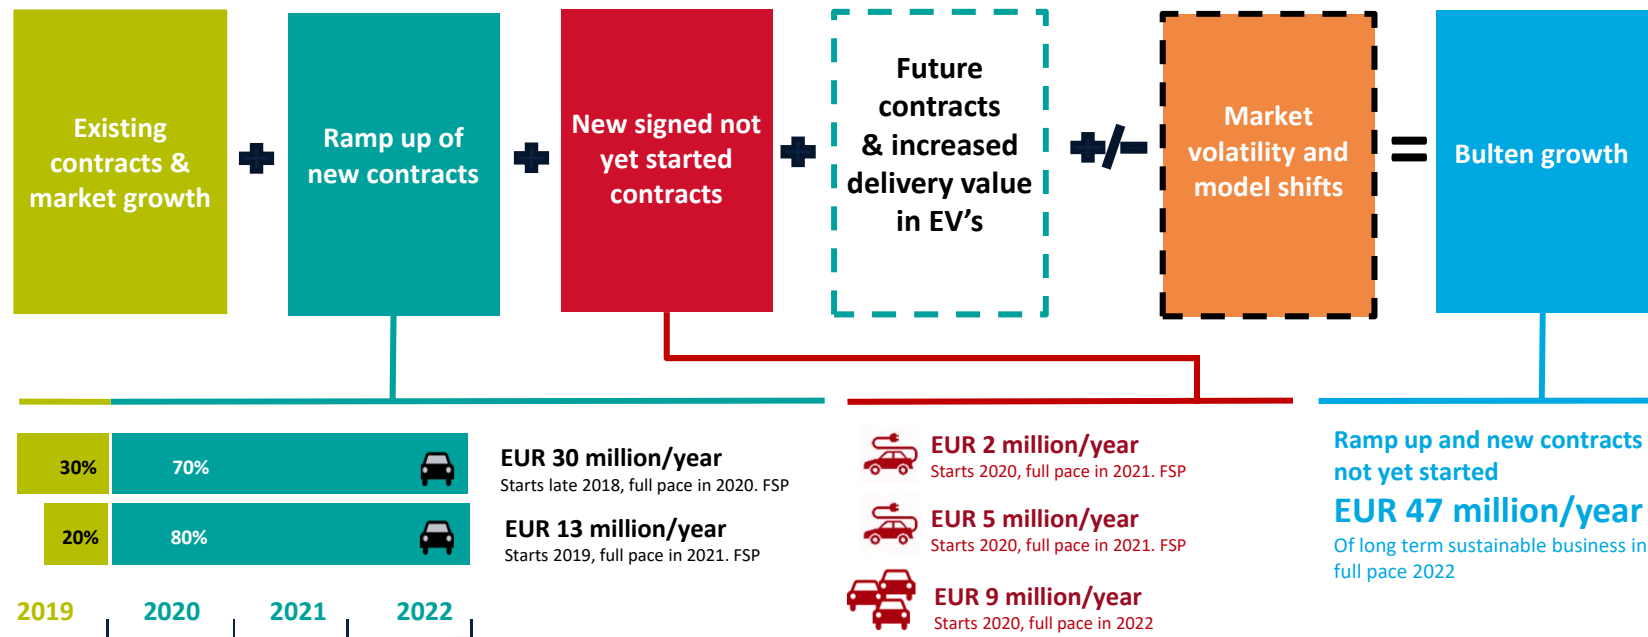 Existing
contracts &
market growth
+
Ramp up of
new contracts
+
New signed not
yet started
contracts
+
Future
contracts
& increased
delivery value
in EV’s
+/-
Market
volatility and
model shifts
=
Bulten growth
30%
70%
EUR 30 million/year
Starts late 2018, full pace in 2020. FSP
20%
80%
EUR 13 million/year
Starts 2019, full pace in 2021. FSP
2019
2020
2021
2022
EUR 2 million/year
Starts 2020, full pace in 2021. FSP
EUR 5 million/year
Starts 2020, full pace in 2021. FSP
EUR 9 million/year
Starts 2020, full pace in 2022
Ramp up and new contracts
not yet started
EUR 47 million/year
Of long term sustainable business in
full pace 2022